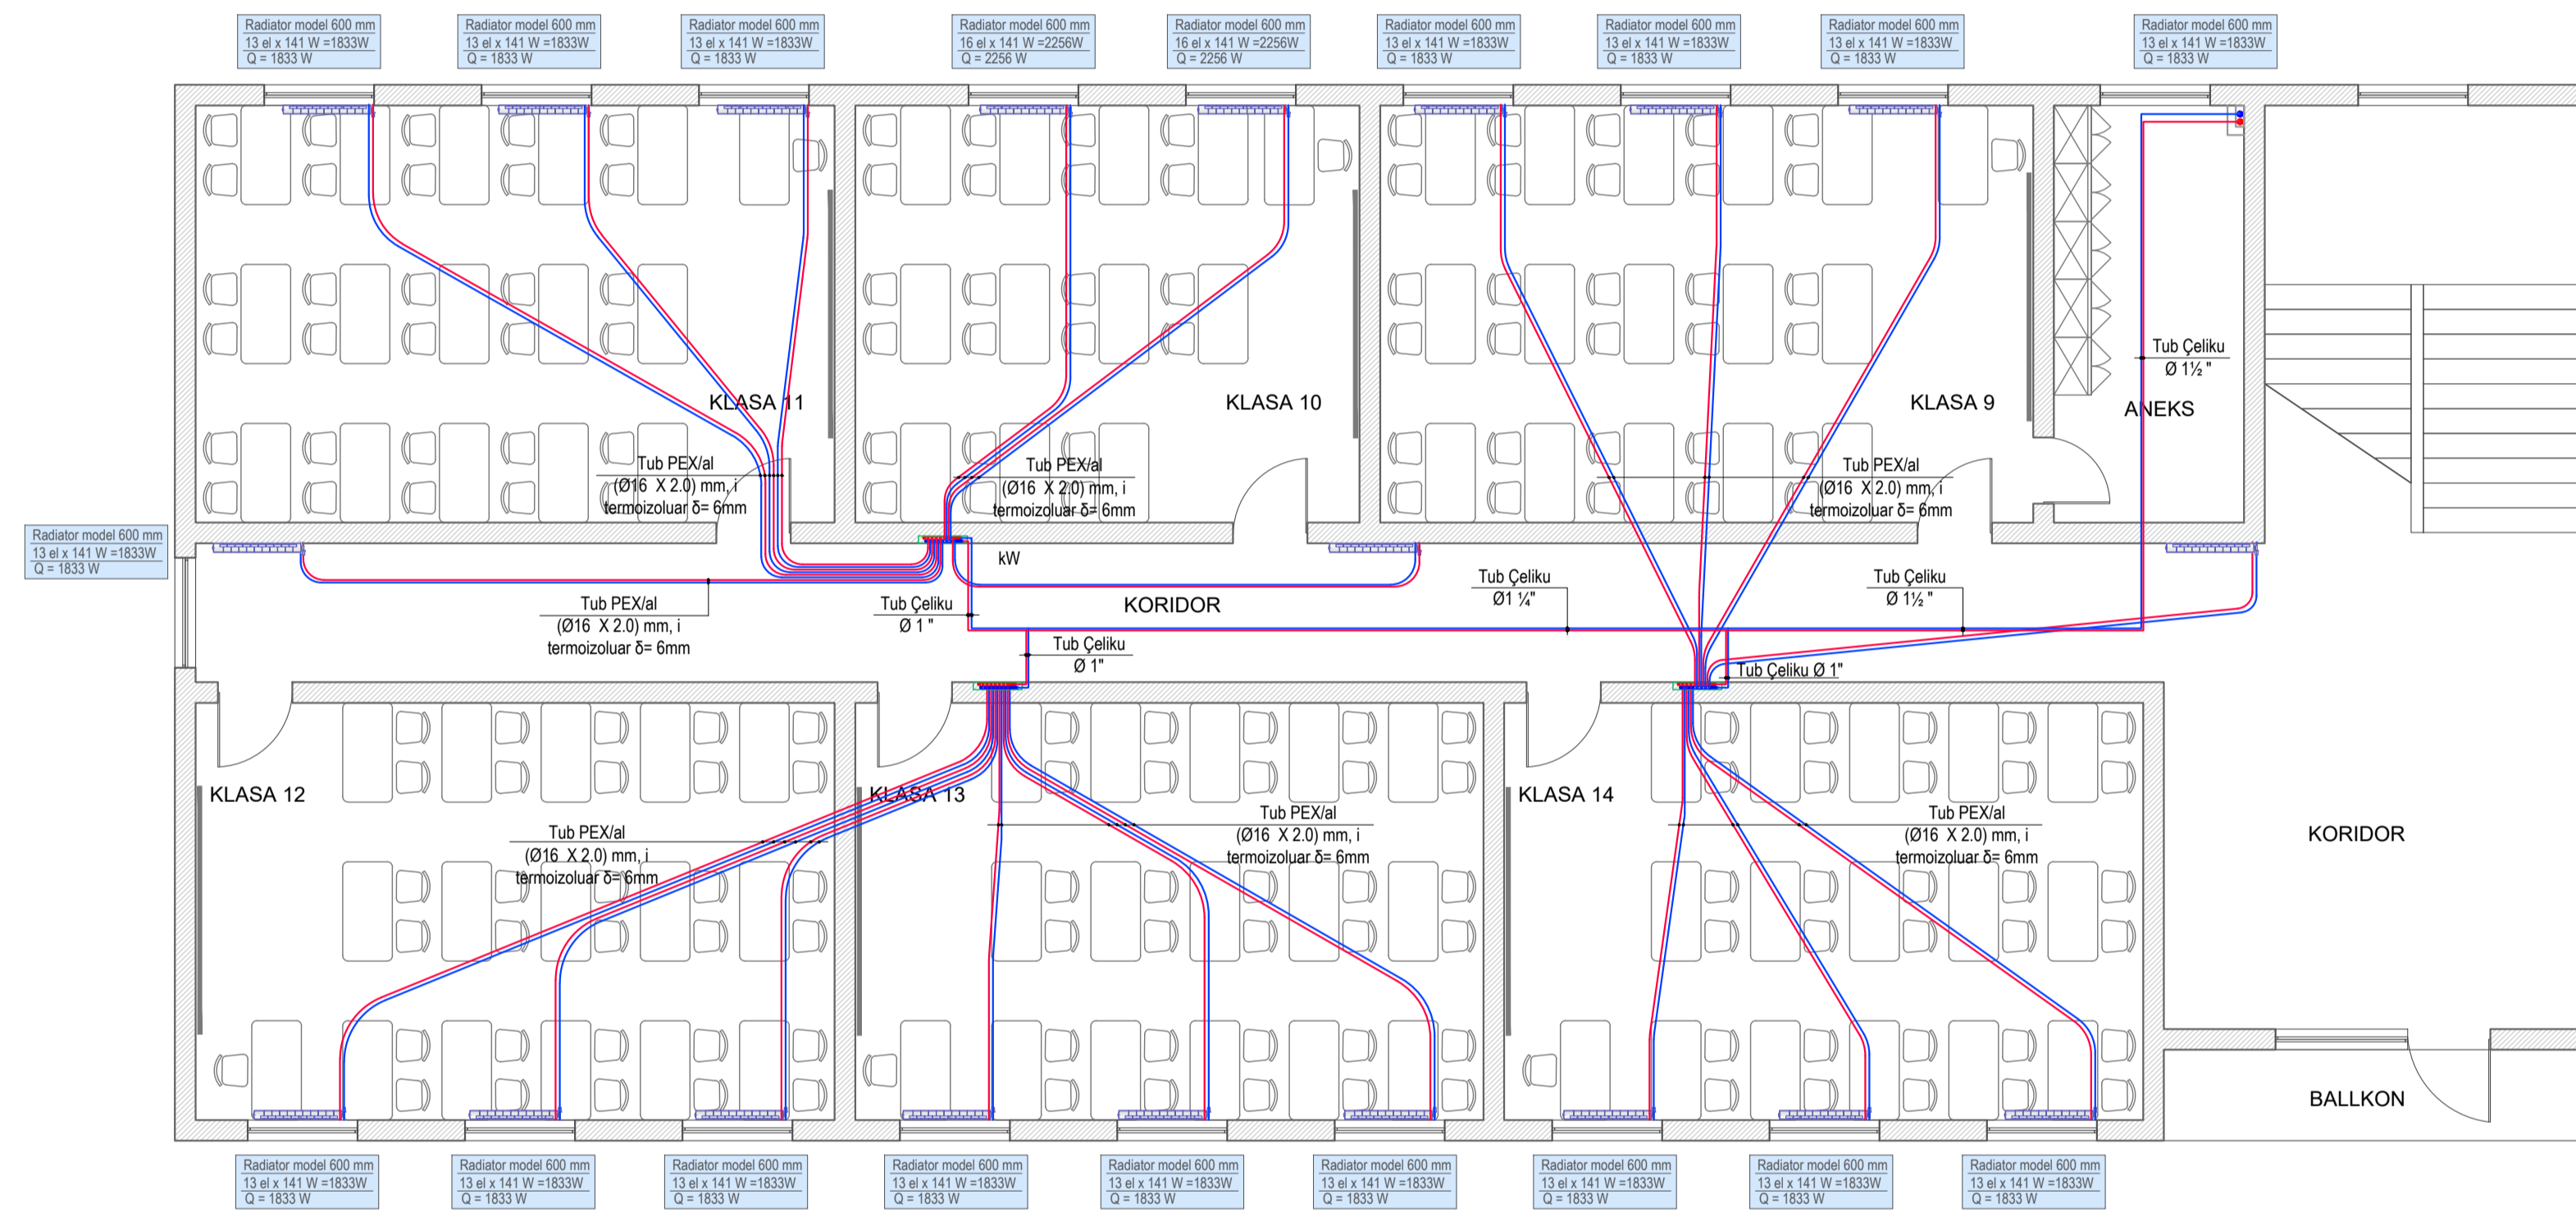 Radiator model 600 mm
13 el x 141 W =1833W
Q = 1833 W
Radiator model 600 mm
13 el x 141 W =1833W
Q = 1833 W
Radiator model 600 mm
13 el x 141 W =1833W
Q = 1833 W
Radiator model 600 mm
16 el x 141 W =2256W
Q = 2256 W
Radiator model 600 mm
16 el x 141 W =2256W
Q = 2256 W
Radiator model 600 mm
13 el x 141 W =1833W
Q = 1833 W
Radiator model 600 mm
13 el x 141 W =1833W
Q = 1833 W
Radiator model 600 mm
13 el x 141 W =1833W
Q = 1833 W
Radiator model 600 mm
13 el x 141 W =1833W
Q = 1833 W
Tub Çeliku
Ø 1½ "
KLASA 11
KLASA 10
KLASA 9
ANEKS
Tub PEX/al
(Ø16 X 2.0) mm, i
termoizoluar δ= 6mm
Tub PEX/al
(Ø16 X 2.0) mm, i
termoizoluar δ= 6mm
Tub PEX/al
(Ø16 X 2.0) mm, i
termoizoluar δ= 6mm
Radiator model 600 mm
13 el x 141 W =1833W
Q = 1833 W
kW
Tub PEX/al
(Ø16 X 2.0) mm, i
termoizoluar δ= 6mm
Tub Çeliku
Ø 1 "
KORIDOR
Tub Çeliku
Ø1 ¼"
Tub Çeliku
Ø 1½ "
Tub Çeliku
Ø 1"
Tub Çeliku Ø 1"
KLASA 12
KLASA 13
KLASA 14
Tub PEX/al
(Ø16 X 2.0) mm, i
termoizoluar δ= 6mm
Tub PEX/al
(Ø16 X 2.0) mm, i
termoizoluar δ= 6mm
Tub PEX/al
(Ø16 X 2.0) mm, i
termoizoluar δ= 6mm
KORIDOR
BALLKON
Radiator model 600 mm
13 el x 141 W =1833W
Q = 1833 W
Radiator model 600 mm
13 el x 141 W =1833W
Q = 1833 W
Radiator model 600 mm
13 el x 141 W =1833W
Q = 1833 W
Radiator model 600 mm
13 el x 141 W =1833W
Q = 1833 W
Radiator model 600 mm
13 el x 141 W =1833W
Q = 1833 W
Radiator model 600 mm
13 el x 141 W =1833W
Q = 1833 W
Radiator model 600 mm
13 el x 141 W =1833W
Q = 1833 W
Radiator model 600 mm
13 el x 141 W =1833W
Q = 1833 W
Radiator model 600 mm
13 el x 141 W =1833W
Q = 1833 W